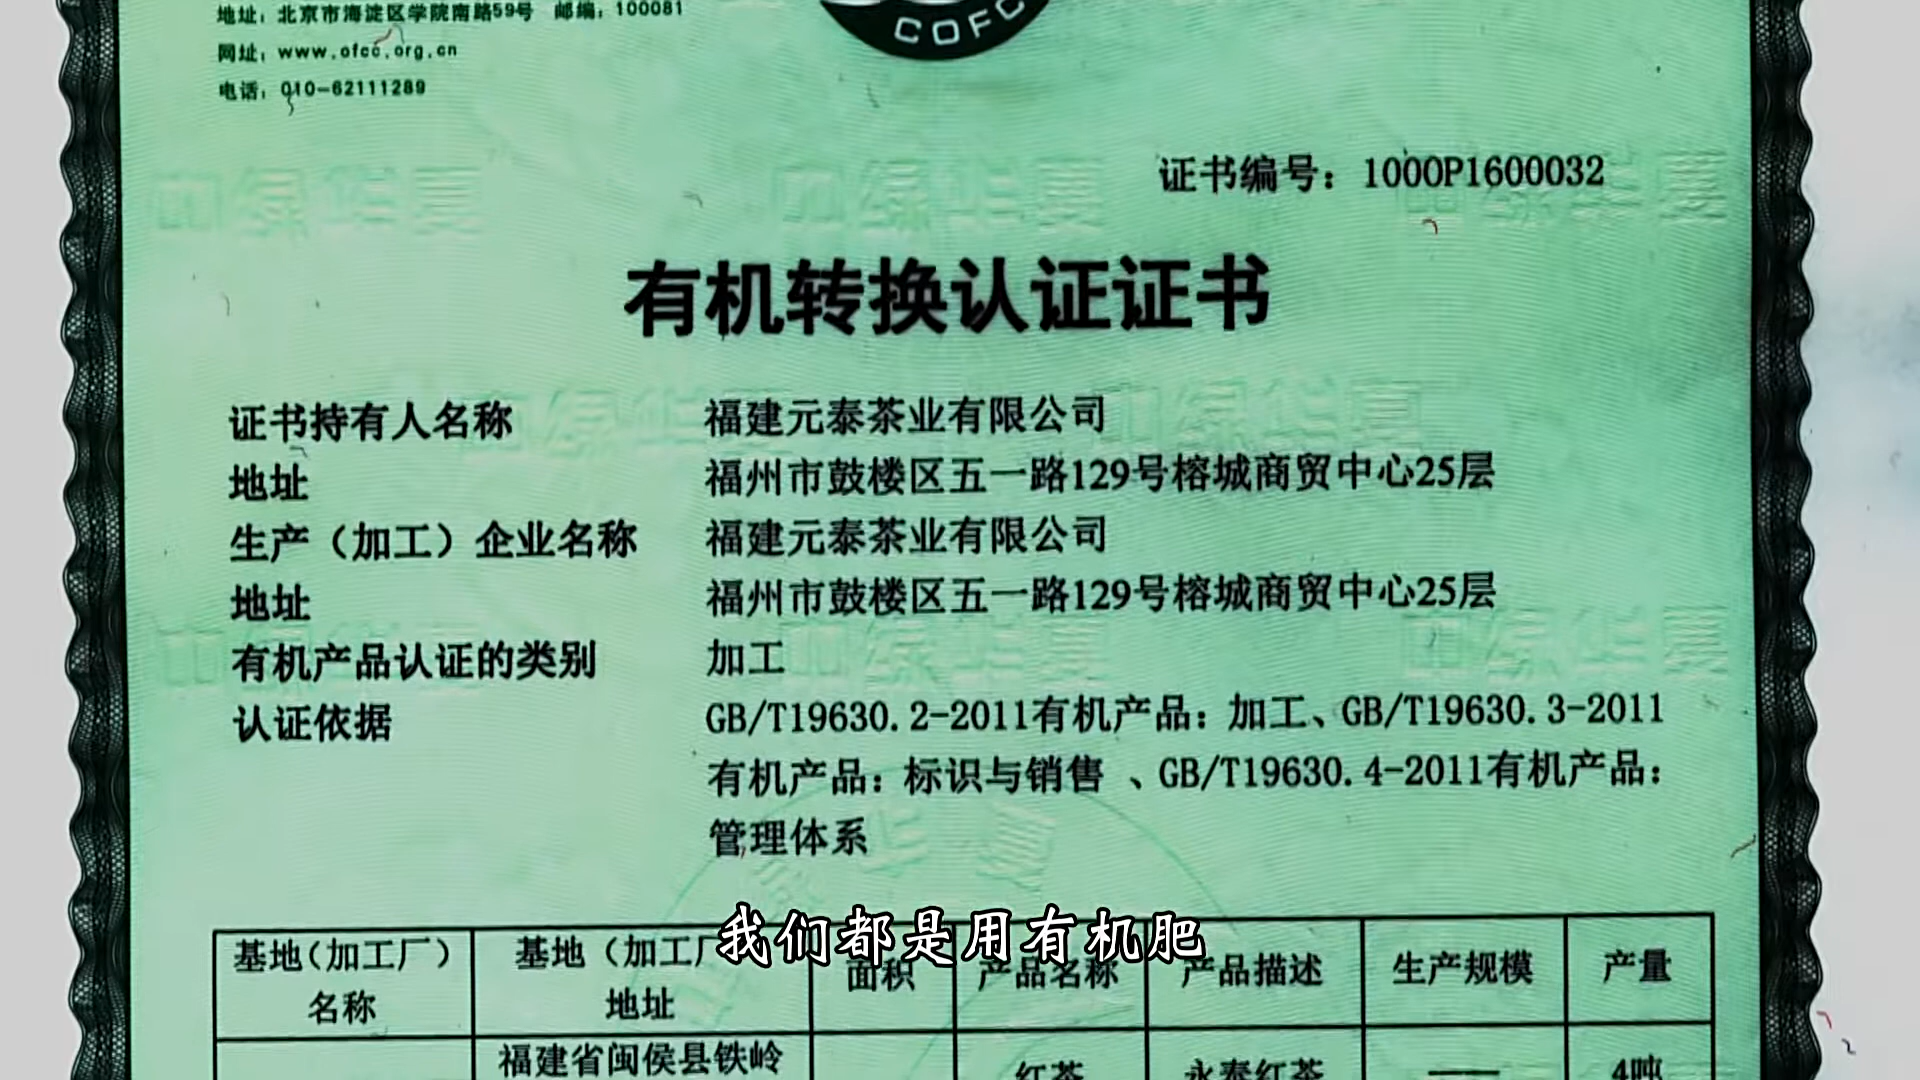 地址：北京市海淀区学院南路59号 邮编：100081
网址：www.ofcc.org.cn
电话：010-62111289
COFC
证书编号：100OP1600032
有机转换认证证书
证书持有人名称 福建元泰茶业有限公司
地址 福州市鼓楼区五一路129号榕城商贸中心25层
生产（加工）企业名称 福建元泰茶业有限公司
地址 福州市鼓楼区五一路129号榕城商贸中心25层
有机产品认证的类别 加工
认证依据 GB/T19630.2-2011有机产品：加工、GB/T19630.3-2011
有机产品：标识与销售 、GB/T19630.4-2011有机产品：
管理体系
我们都是用有机肥
基地（加工厂）名称 基地（加工厂地址 面积 产品名称 产品描述 生产规模 产量
福建省闽侯县铁岭 红茶 永泰红茶 —— 4吨
中绿华夏